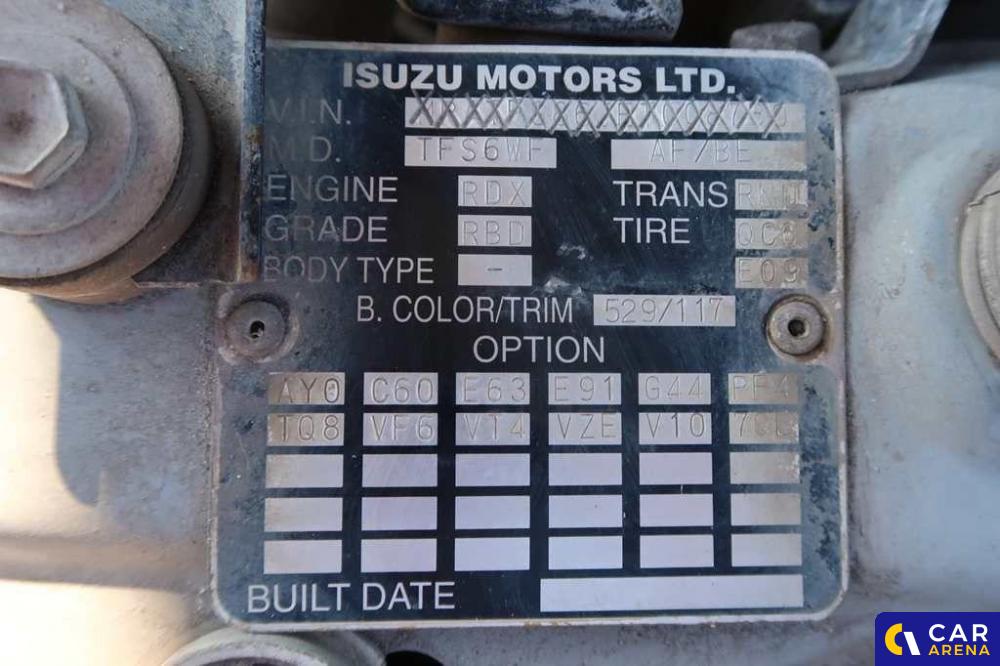 ISUZU MOTORS LTD.
V.I.N.
M.D. TFS6WF AF/BE
ENGINE RDX TRANS
GRADE RBD TIRE
BODY TYPE - E09
B. COLOR/TRIM 529/117
OPTION
AY0 C60 E63 E91 G44 PF4
TQ8 VF6 VT4 VZE V10
BUILT DATE
CAR
ARENA